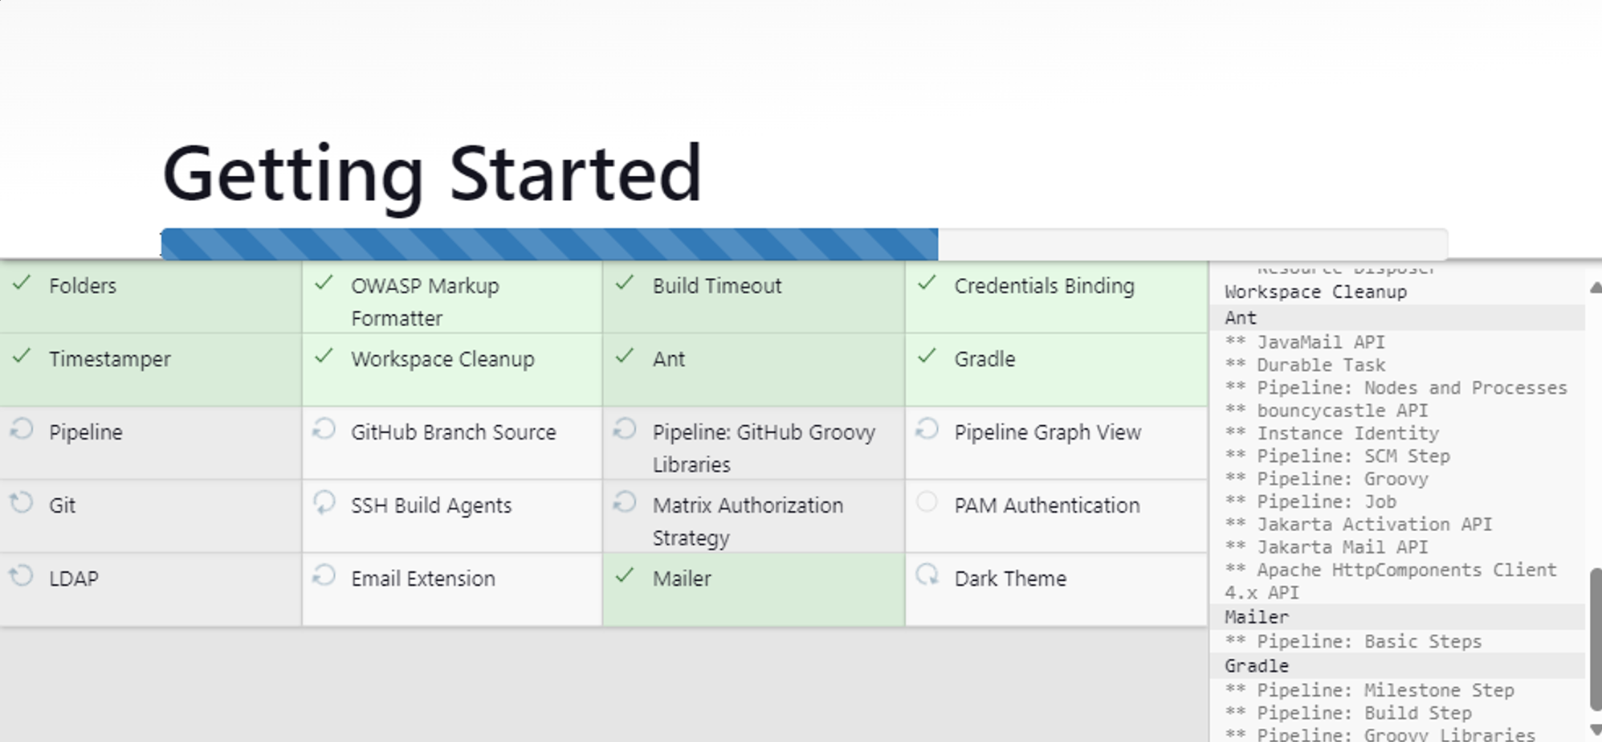 Getting Started
Folders
OWASP Markup
Formatter
Build Timeout
Credentials Binding
Timestamper
Workspace Cleanup
Ant
Gradle
Pipeline
GitHub Branch Source
Pipeline: GitHub Groovy
Libraries
Pipeline Graph View
Git
SSH Build Agents
Matrix Authorization
Strategy
PAM Authentication
LDAP
Email Extension
Mailer
Dark Theme
Resource Disposer
Workspace Cleanup
Ant
** JavaMail API
** Durable Task
** Pipeline: Nodes and Processes
** bouncycastle API
** Instance Identity
** Pipeline: SCM Step
** Pipeline: Groovy
** Pipeline: Job
** Jakarta Activation API
** Jakarta Mail API
** Apache HttpComponents Client
4.x API
Mailer
** Pipeline: Basic Steps
Gradle
** Pipeline: Milestone Step
** Pipeline: Build Step
** Pipeline: Groovy Libraries